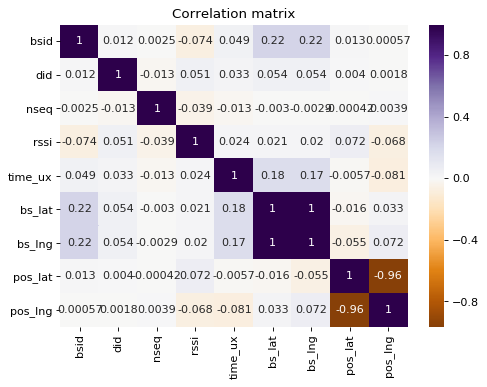 Correlation matrix
bsid 1 0.012 0.0025 -0.074 0.049 0.22 0.22 0.013 0.00057
did 0.012 1 -0.013 0.051 0.033 0.054 0.054 0.004 0.0018
nseq 0.0025 -0.013 1 -0.039 -0.013 -0.003 -0.0029 -0.00042 0.0039
rssi -0.074 0.051 -0.039 1 0.024 0.021 0.02 0.072 -0.068
time_ux 0.049 0.033 -0.013 0.024 1 0.18 0.17 -0.0057 -0.081
bs_lat 0.22 0.054 -0.003 0.021 0.18 1 1 -0.016 0.033
bs_lng 0.22 0.054 -0.0029 0.02 0.17 1 1 -0.055 0.072
pos_lat 0.013 0.004 0.00042 0.072 -0.0057 -0.016 -0.055 1 -0.96
pos_lng -0.00057 0.0018 0.0039 -0.068 -0.081 0.033 0.072 -0.96 1
bsid did nseq rssi time_ux bs_lat bs_lng pos_lat pos_lng
0.8
0.4
0.0
−0.4
−0.8